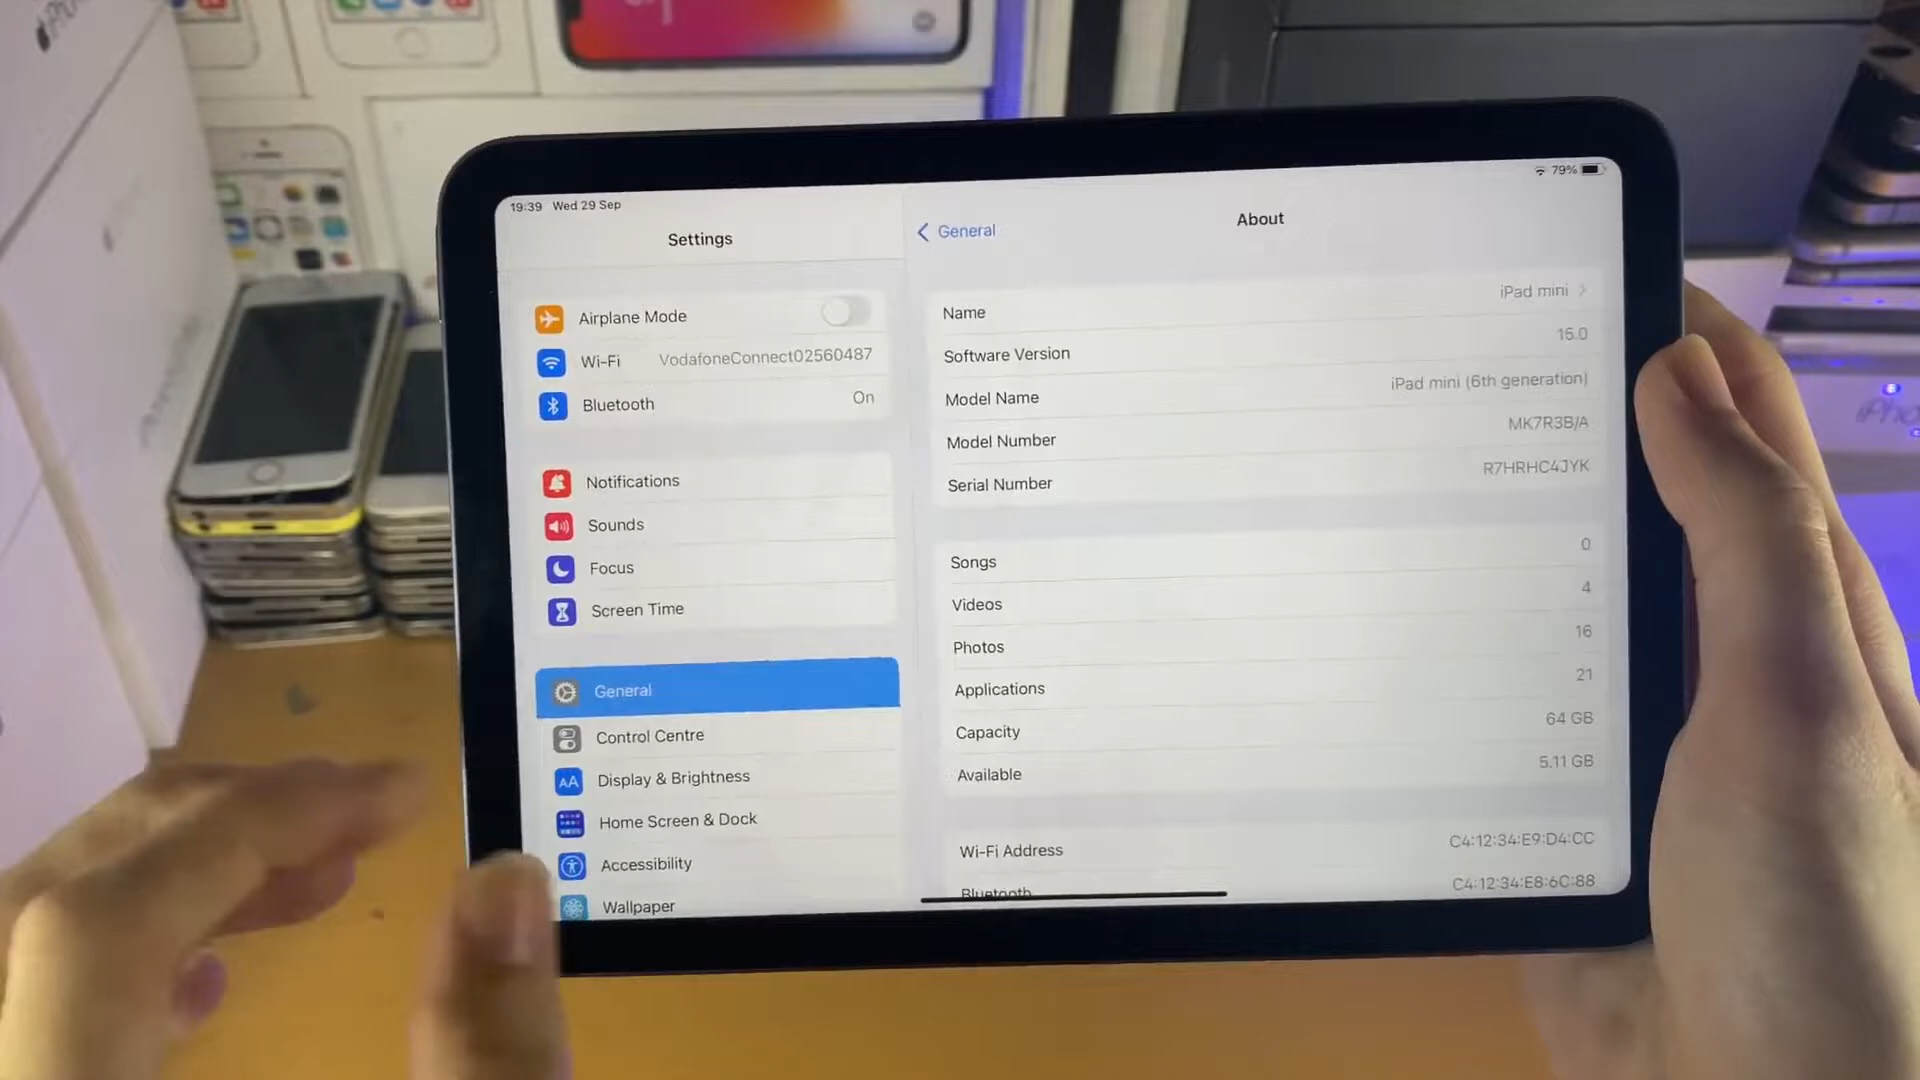 19:39 Wed 29 Sep
79%
Settings
Airplane Mode
Wi-Fi VodafoneConnect02560487
Bluetooth On
Notifications
Sounds
Focus
Screen Time
General
Control Centre
AA Display & Brightness
Home Screen & Dock
Accessibility
Wallpaper
General
About
Name iPad mini
Software Version 15.0
Model Name iPad mini (6th generation)
Model Number MK7R3B/A
Serial Number R7HRHC4JYK
Songs 0
Videos 4
Photos 16
Applications 21
Capacity 64 GB
Available 5.11 GB
Wi-Fi Address C4:12:34:E9:D4:CC
Bluetooth C4:12:34:E8:6C:88